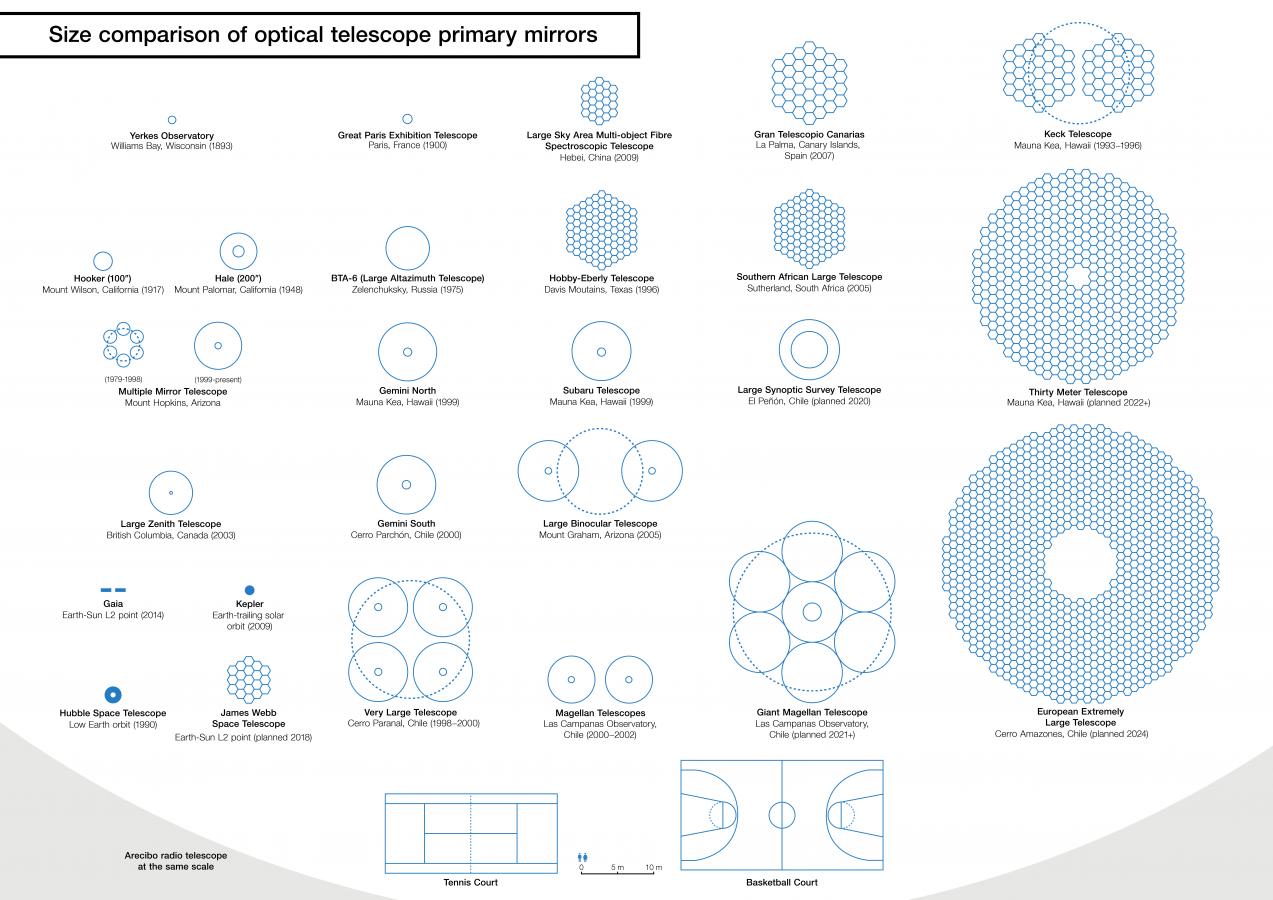 Size comparison of optical telescope primary mirrors
Yerkes Observatory
Williams Bay, Wisconsin (1893)
Great Paris Exhibition Telescope
Paris, France (1900)
Large Sky Area Multi-object Fibre
Spectroscopic Telescope
Hebei, China (2009)
Gran Telescopio Canarias
La Palma, Canary Islands,
Spain (2007)
Keck Telescope
Mauna Kea, Hawaii (1993–1996)
Hooker (100")
Mount Wilson, California (1917)
Hale (200")
Mount Palomar, California (1948)
BTA-6 (Large Altazimuth Telescope)
Zelenchuksky, Russia (1975)
Hobby-Eberly Telescope
Davis Moutains, Texas (1996)
Southern African Large Telescope
Sutherland, South Africa (2005)
(1979-1998)
(1999-present)
Multiple Mirror Telescope
Mount Hopkins, Arizona
Gemini North
Mauna Kea, Hawaii (1999)
Subaru Telescope
Mauna Kea, Hawaii (1999)
Large Synoptic Survey Telescope
El Peñón, Chile (planned 2020)
Thirty Meter Telescope
Mauna Kea, Hawaii (planned 2022+)
Large Zenith Telescope
British Columbia, Canada (2003)
Gemini South
Cerro Parchón, Chile (2000)
Large Binocular Telescope
Mount Graham, Arizona (2005)
Gaia
Earth-Sun L2 point (2014)
Kepler
Earth-trailing solar
orbit (2009)
Hubble Space Telescope
Low Earth orbit (1990)
James Webb
Space Telescope
Earth-Sun L2 point (planned 2018)
Very Large Telescope
Cerro Paranal, Chile (1998–2000)
Magellan Telescopes
Las Campanas Observatory,
Chile (2000–2002)
Giant Magellan Telescope
Las Campanas Observatory,
Chile (planned 2021+)
European Extremely
Large Telescope
Cerro Amazones, Chile (planned 2024)
Arecibo radio telescope
at the same scale
Tennis Court
0 5 m 10 m
Basketball Court